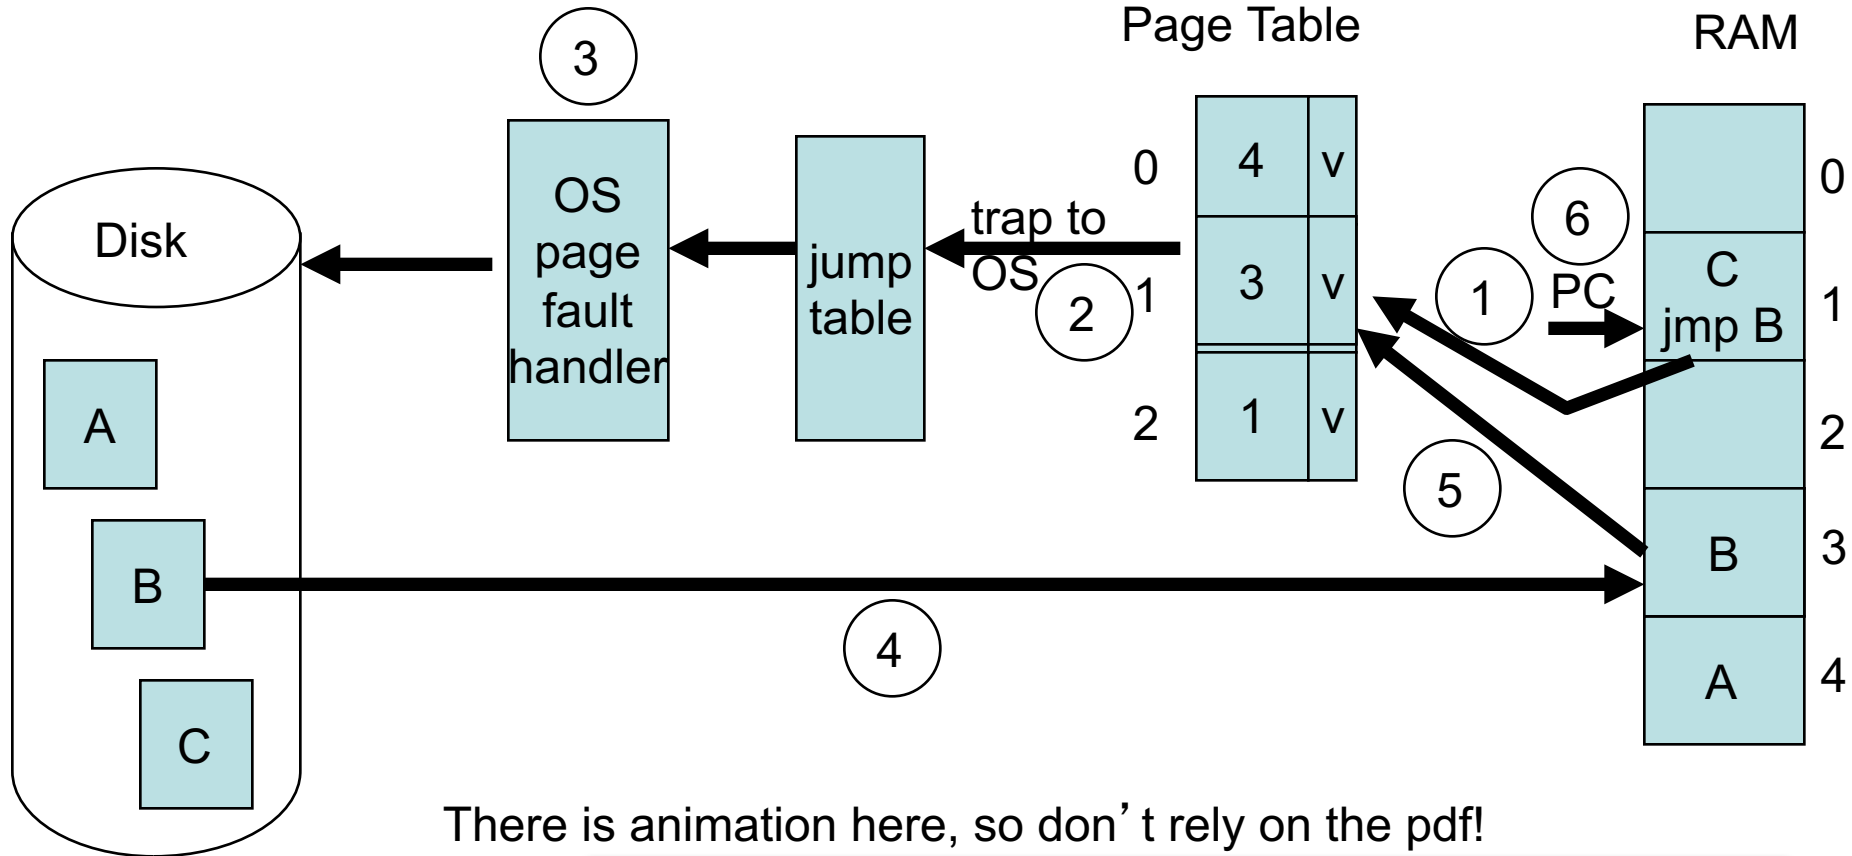 3
Page Table
RAM
Disk
A
B
C
OS
page
fault
handler
jump
table
trap to
OS
2
0
1
2
4 v
3 v
1 v
1
6
PC
5
4
C
jmp B
B
A
0
1
2
3
4
There is animation here, so don’t rely on the pdf!